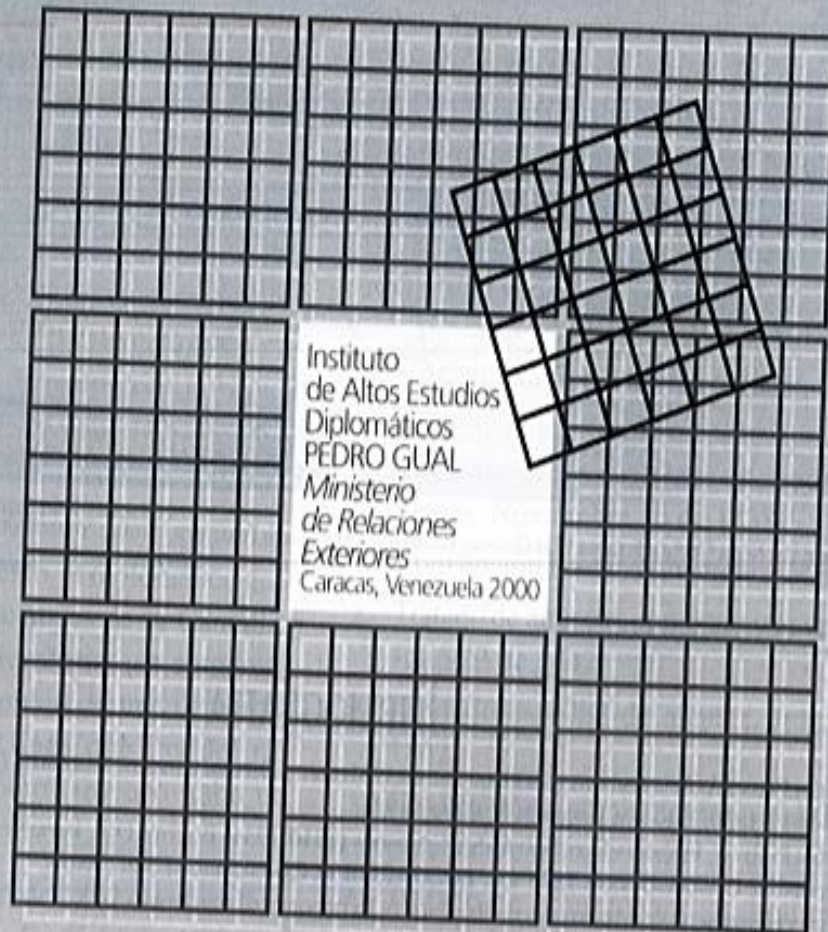 Instituto
de Altos Estudios
Diplomáticos
PEDRO GUAL
Ministerio
de Relaciones
Exteriores
Caracas, Venezuela 2000